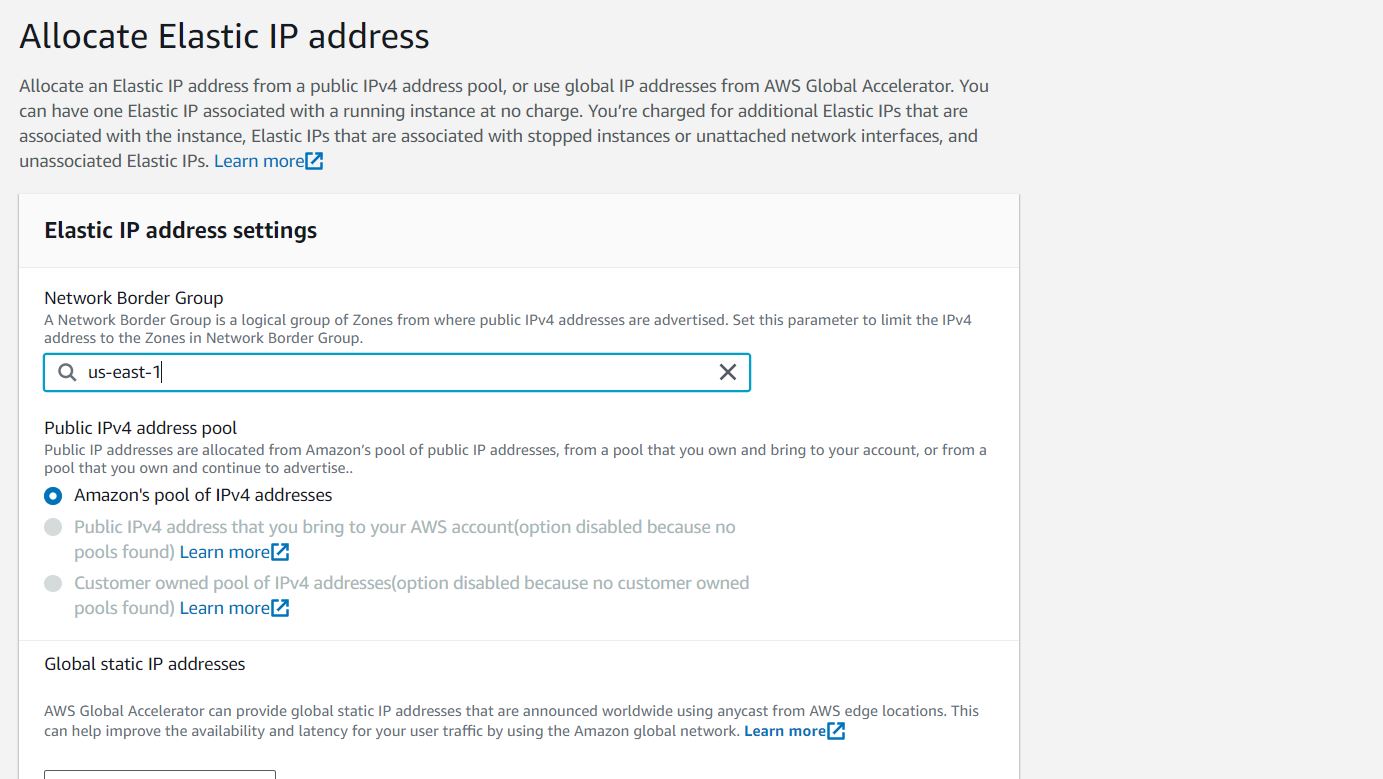 Allocate Elastic IP address
Allocate an Elastic IP address from a public IPv4 address pool, or use global IP addresses from AWS Global Accelerator. You
can have one Elastic IP associated with a running instance at no charge. You’re charged for additional Elastic IPs that are
associated with the instance, Elastic IPs that are associated with stopped instances or unattached network interfaces, and
unassociated Elastic IPs. Learn more
Elastic IP address settings
Network Border Group
A Network Border Group is a logical group of Zones from where public IPv4 addresses are advertised. Set this parameter to limit the IPv4
address to the Zones in Network Border Group.
us-east-1
Public IPv4 address pool
Public IP addresses are allocated from Amazon’s pool of public IP addresses, from a pool that you own and bring to your account, or from a
pool that you own and continue to advertise..
Amazon's pool of IPv4 addresses
Public IPv4 address that you bring to your AWS account(option disabled because no
pools found) Learn more
Customer owned pool of IPv4 addresses(option disabled because no customer owned
pools found) Learn more
Global static IP addresses
AWS Global Accelerator can provide global static IP addresses that are announced worldwide using anycast from AWS edge locations. This
can help improve the availability and latency for your user traffic by using the Amazon global network. Learn more